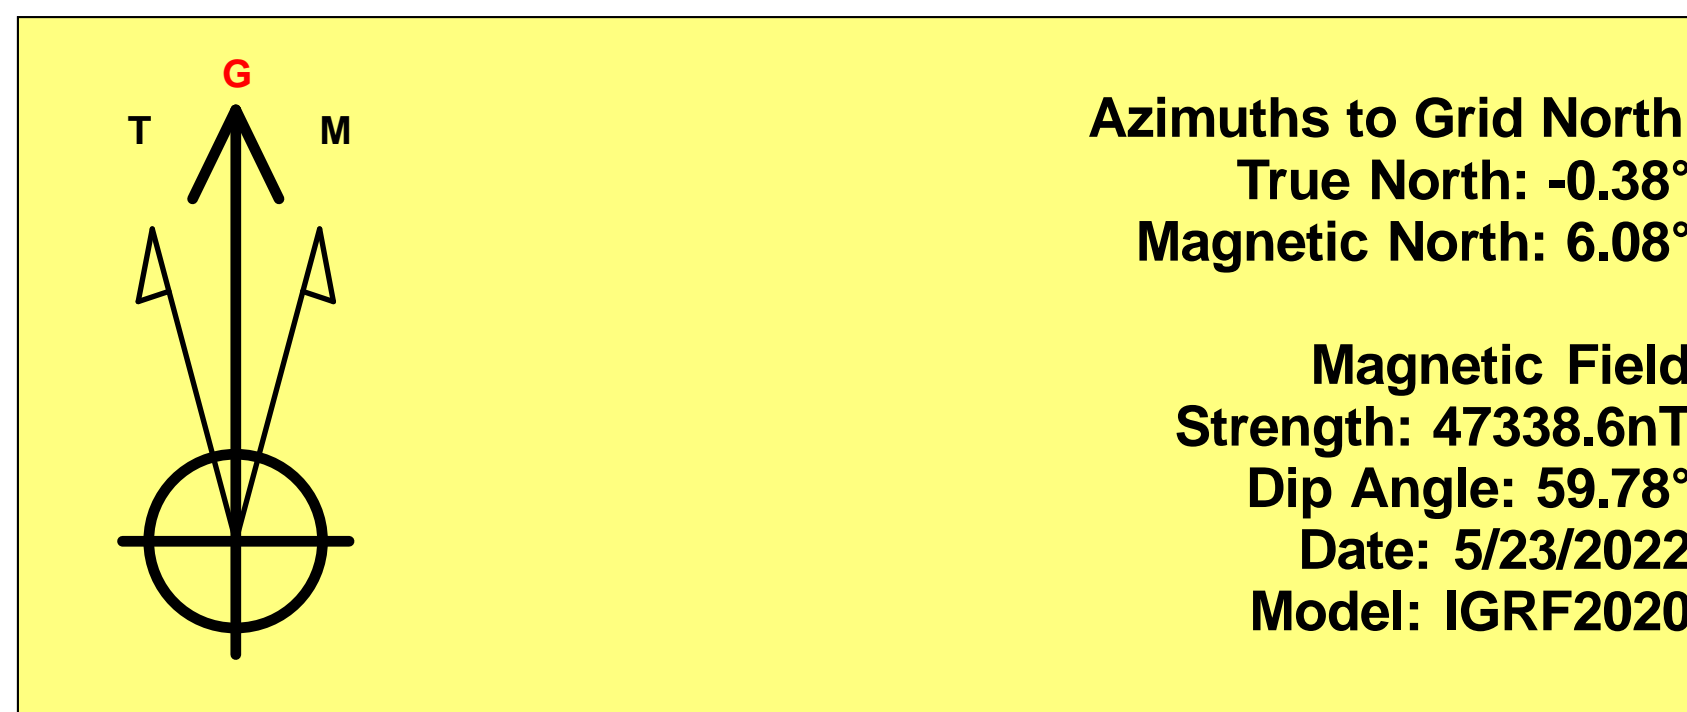 G
T M
Azimuths to Grid North
True North: -0.38°
Magnetic North: 6.08°
Magnetic Field
Strength: 47338.6nT
Dip Angle: 59.78°
Date: 5/23/2022
Model: IGRF2020